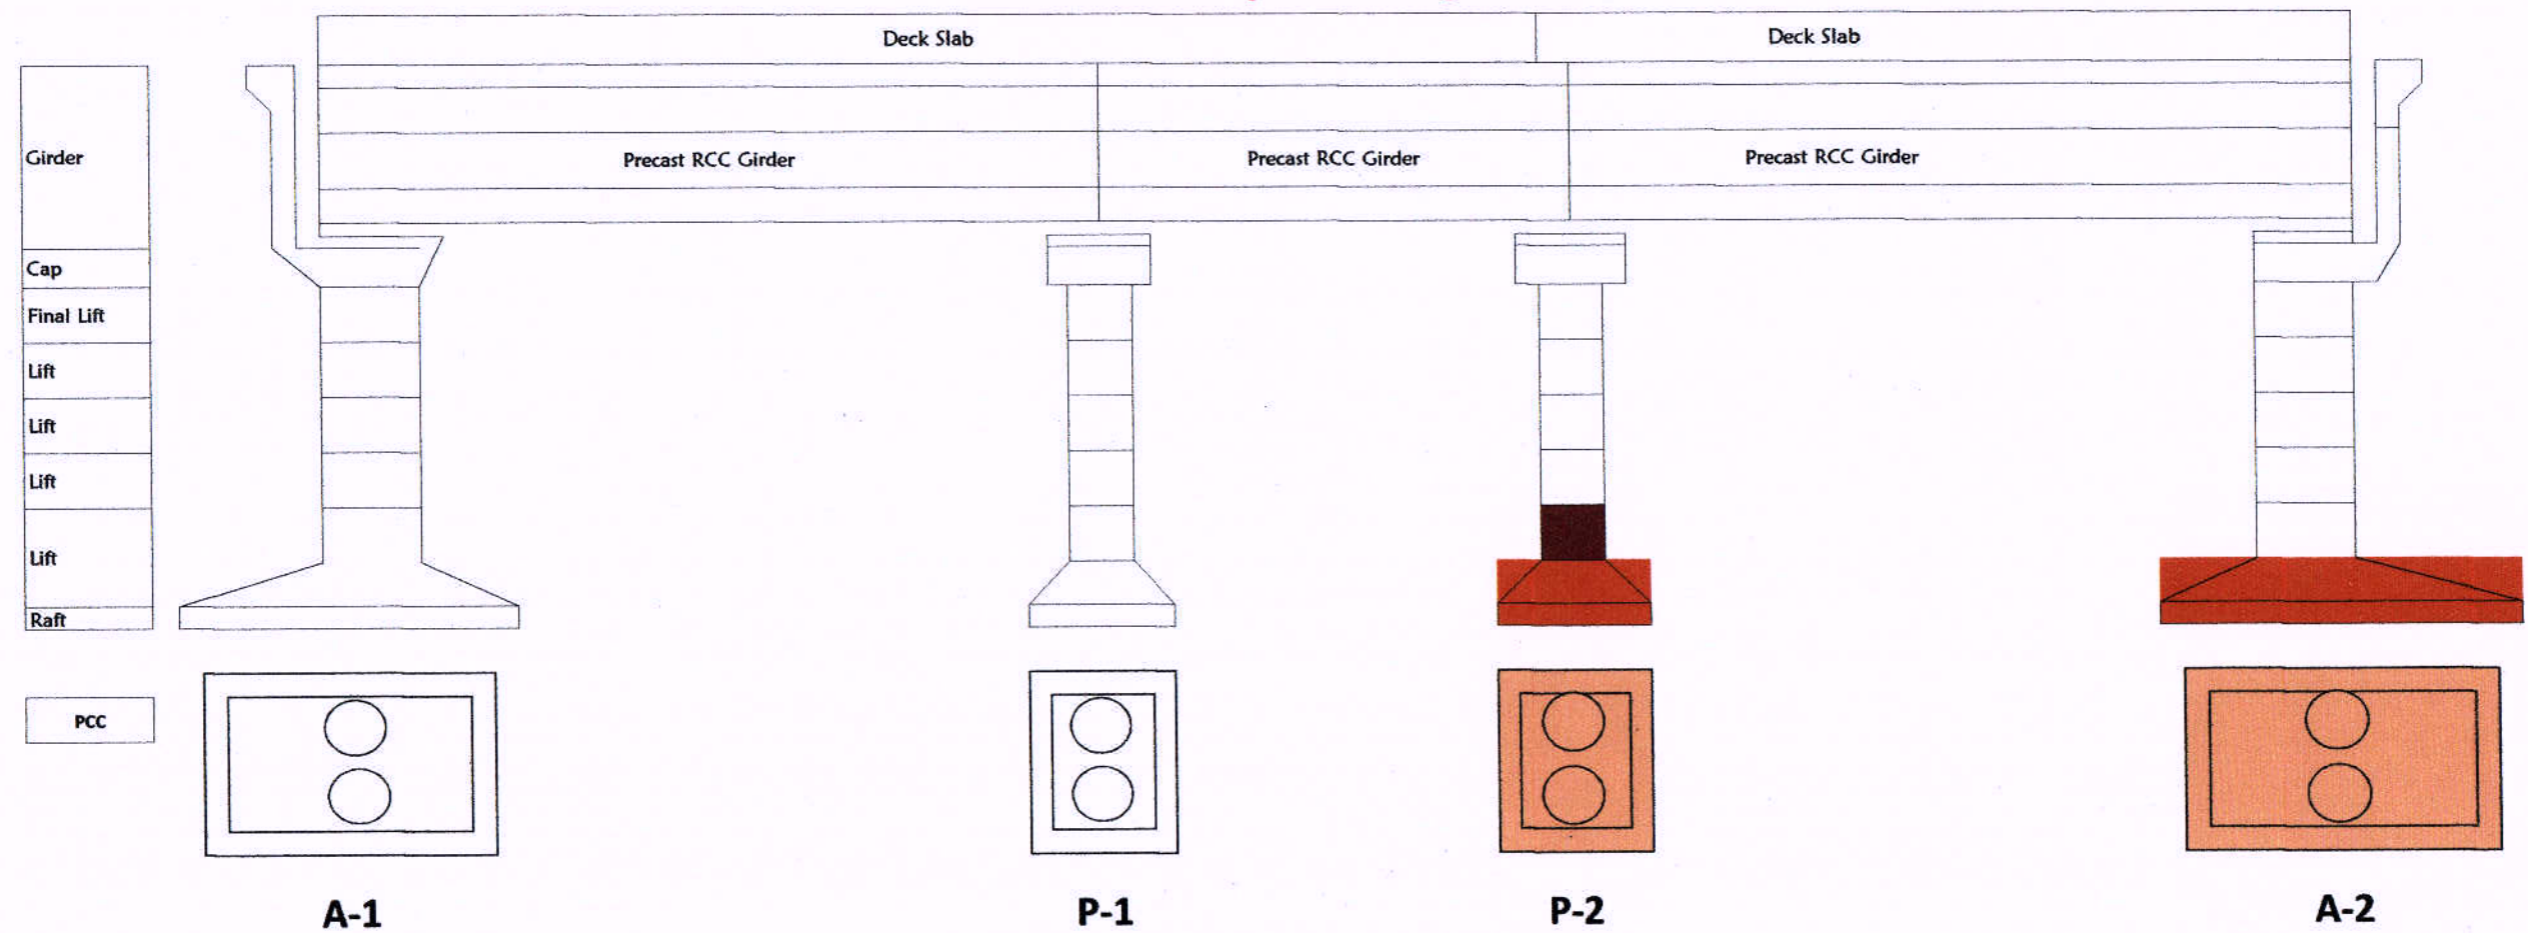 Deck Slab
Deck Slab
Girder
Precast RCC Girder
Precast RCC Girder
Precast RCC Girder
Cap
Final Lift
Lift
Lift
Lift
Lift
Raft
PCC
A-1
P-1
P-2
A-2